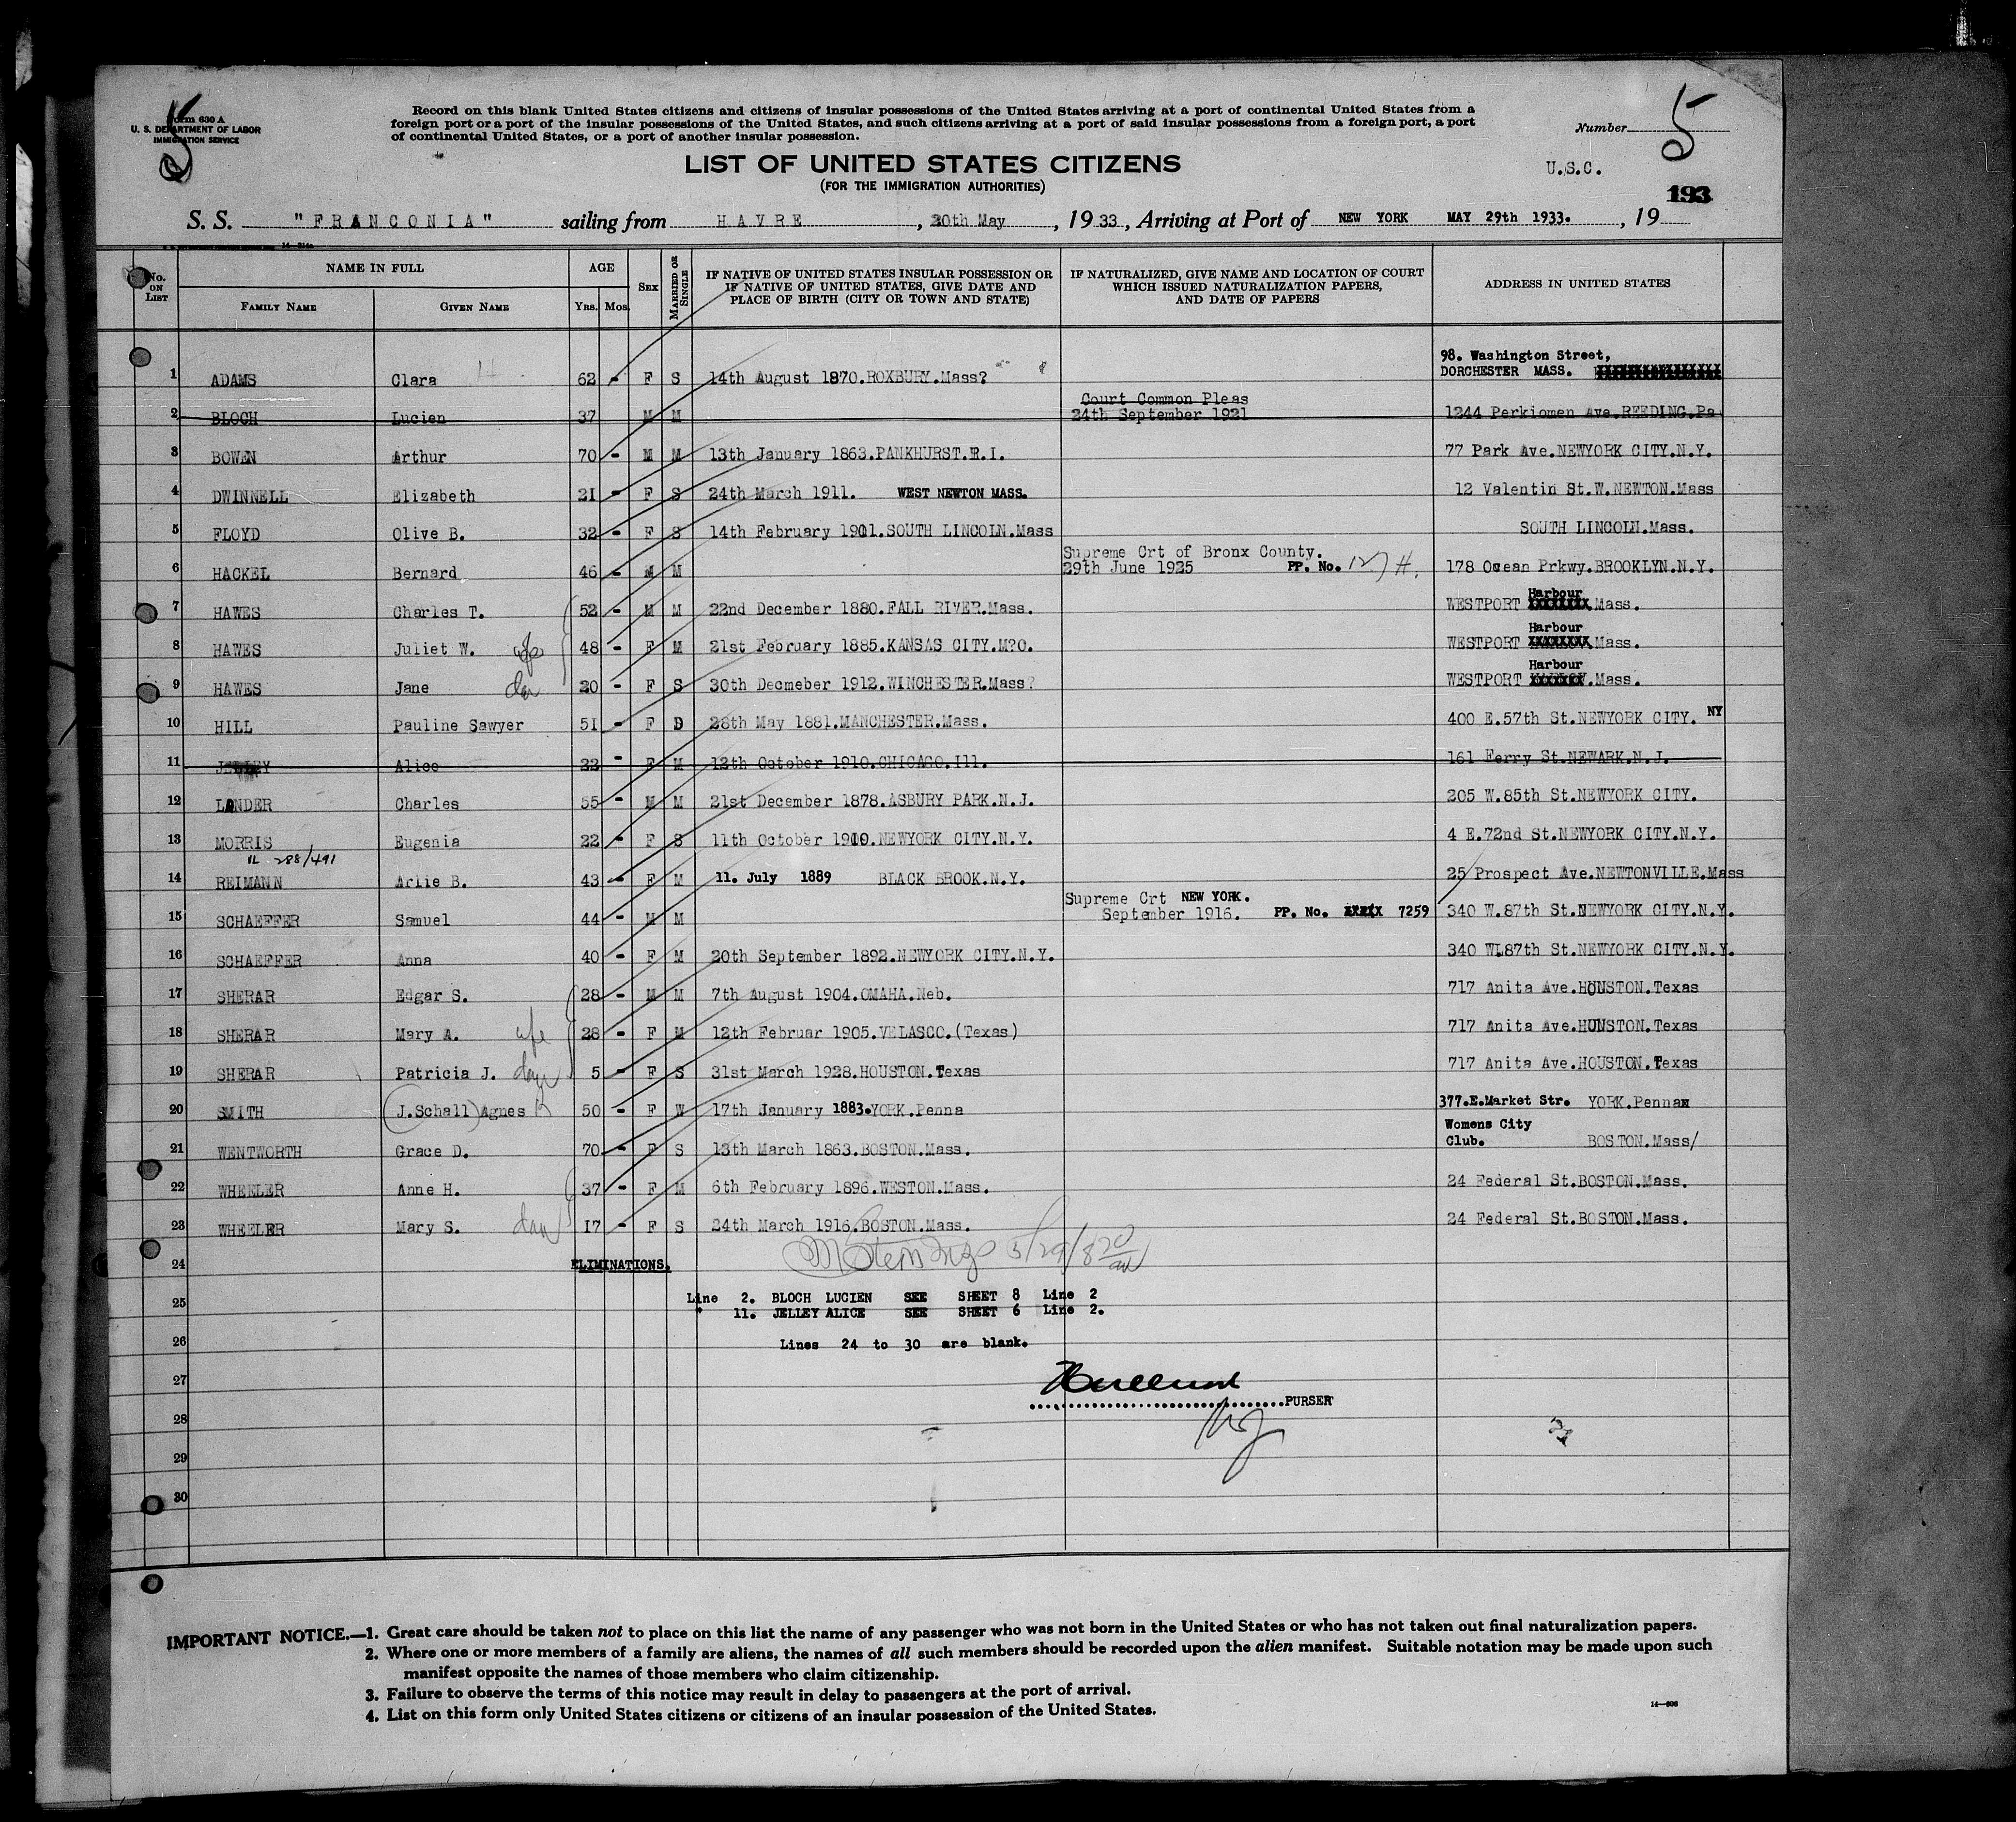 Form 630 A
U. S. DEPARTMENT OF LABOR
IMMIGRATION SERVICE
Record on this blank United States citizens and citizens of insular possessions of the United States arriving at a port of continental United States from a
foreign port or a port of the insular possessions of the United States, and such citizens arriving at a port of said insular possessions from a foreign port, a port
of continental United States, or a port of another insular possession.
Number 5
LIST OF UNITED STATES CITIZENS
(FOR THE IMMIGRATION AUTHORITIES)
U.S.C.
193
S. S. "FRANCONIA" sailing from HAVRE, 20th May, 1933, Arriving at Port of NEW YORK MAY 29th 1933., 19
No. ON LIST
NAME IN FULL
FAMILY NAME GIVEN NAME
AGE
Yrs. Mos.
SEX
MARRIED OR SINGLE
IF NATIVE OF UNITED STATES INSULAR POSSESSION OR
IF NATIVE OF UNITED STATES, GIVE DATE AND
PLACE OF BIRTH (CITY OR TOWN AND STATE)
IF NATURALIZED, GIVE NAME AND LOCATION OF COURT
WHICH ISSUED NATURALIZATION PAPERS,
AND DATE OF PAPERS
ADDRESS IN UNITED STATES
98. Washington Street,
1 ADAMS Clara 62 - F S 14th August 1870.ROXBURY.Mass? DORCHESTER MASS.
Court Common Pleas
2 BLOCH Lucien 37 M M 24th September 1921 1244 Perkiomen Ave.REEDING.Pa
3 BOWEN Arthur 70 - M M 13th January 1863.PANKHURST.R.I. 77 Park Ave.NEWYORK CITY.N.Y.
4 DWINNELL Elizabeth 21 - F S 24th March 1911. WEST NEWTON MASS. 12 Valentin St.W.NEWTON.Mass
5 FLOYD Olive B. 32 - F S 14th February 1901.SOUTH LINCOLN.Mass SOUTH LINCOLN.Mass.
Supreme Crt of Bronx County.
6 HACKEL Bernard 46 - M M 29th June 1925 PP. No. 178 Ocean Prkwy.BROOKLYN.N.Y.
Harbour
7 HAWES Charles T. 52 - M M 22nd December 1880.FALL RIVER.Mass. WESTPORT XXXXXXXX Mass.
Harbour
8 HAWES Juliet W. wfe 48 - F M 21st February 1885.KANSAS CITY.M?O. WESTPORT XXXXXXXX Mass.
Harbour
9 HAWES Jane dau 20 - F S 30th Decmeber 1912.WINCHESTER.Mass? WESTPORT XXXXXXX.Mass.
10 HILL Pauline Sawyer 51 - F D 28th May 1881.MANCHESTER.Mass. 400 E.57th St.NEWYORK CITY. NY
11 JELLEY Alice 22 - F M 12th October 1910.CHICAGO.Ill. 161 Ferry St.NEWARK.N.J.
12 LANDER Charles 55 - M M 21st December 1878.ASBURY PARK.N.J. 205 W.85th St.NEWYORK CITY.
13 MORRIS Eugenia 22 - F S 11th October 1910.NEWYORK CITY.N.Y. 4 E.72nd St.NEWYORK CITY.N.Y.
VL 288/491
14 REIMANN Arlie B. 43 - F M 11. July 1889 BLACK BROOK.N.Y. 25 Prospect Ave.NEWTONVILLE.Mass
Supreme Crt NEW YORK.
15 SCHAEFFER Samuel 44 - M M September 1916. PP. No. XXXIX 7259 340 W.87th St.NEWYORK CITY.N.Y.
16 SCHAEFFER Anna 40 - F M 20th September 1892.NEWYORK CITY.N.Y. 340 W.87th St.NEWYORK CITY.N.Y.
17 SHERAR Edgar S. 28 - M M 7th August 1904.OMAHA.Neb. 717 Anita Ave.HOUSTON.Texas
18 SHERAR Mary A. wfe 28 - F M 12th Februar 1905.VELASCO.(Texas) 717 Anita Ave.HUNSTON.Texas
19 SHERAR Patricia J. dau 5 - F S 31st March 1928.HOUSTON.Texas 717 Anita Ave.HOUSTON.Texas
20 SMITH (J.Schall)Agnes 50 - F W 17th January 1883.YORK.Penna 377.E.Market Str. YORK.Pennax
Womens City
21 WENTWORTH Grace D. 70 - F S 13th March 1863.BOSTON.Mass. Club. BOSTON.Mass/
22 WHEELER Anne H. 37 - F M 6th February 1896.WESTON.Mass. 24 Federal St.BOSTON.Mass.
23 WHEELER Mary S. dau 17 - F S 24th March 1916.BOSTON.Mass. 24 Federal St.BOSTON.Mass.
24 ELIMINATIONS.
25 Line 2. BLOCH LUCIEN SEE SHEET 8 Line 2
" 11. JELLEY ALICE SEE SHEET 6 Line 2.
26 Lines 24 to 30 are blank.
27
PURSER
28
29
30
IMPORTANT NOTICE.—1. Great care should be taken not to place on this list the name of any passenger who was not born in the United States or who has not taken out final naturalization papers.
2. Where one or more members of a family are aliens, the names of all such members should be recorded upon the alien manifest. Suitable notation may be made upon such
manifest opposite the names of those members who claim citizenship.
3. Failure to observe the terms of this notice may result in delay to passengers at the port of arrival.
4. List on this form only United States citizens or citizens of an insular possession of the United States.
14—608